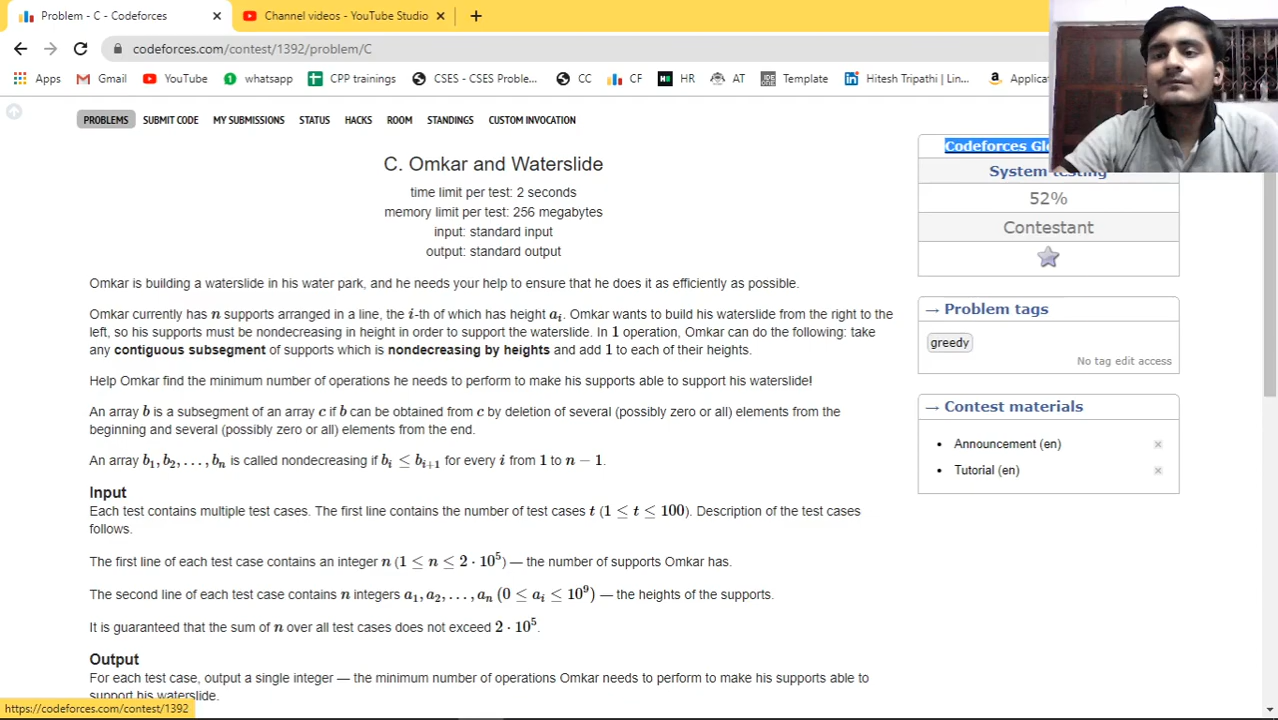 Problem - C - Codeforces
Channel videos - YouTube Studio
codeforces.com/contest/1392/problem/C
Apps Gmail YouTube whatsapp CPP trainings CSES - CSES Proble... CC CF HR AT Template Hitesh Tripathi | Lin... Applic
PROBLEMS SUBMIT CODE MY SUBMISSIONS STATUS HACKS ROOM STANDINGS CUSTOM INVOCATION
C. Omkar and Waterslide
time limit per test: 2 seconds
memory limit per test: 256 megabytes
input: standard input
output: standard output
Omkar is building a waterslide in his water park, and he needs your help to ensure that he does it as efficiently as possible.
Omkar currently has n supports arranged in a line, the i-th of which has height a_i. Omkar wants to build his waterslide from the right to the
left, so his supports must be nondecreasing in height in order to support the waterslide. In 1 operation, Omkar can do the following: take
any contiguous subsegment of supports which is nondecreasing by heights and add 1 to each of their heights.
Help Omkar find the minimum number of operations he needs to perform to make his supports able to support his waterslide!
An array b is a subsegment of an array c if b can be obtained from c by deletion of several (possibly zero or all) elements from the
beginning and several (possibly zero or all) elements from the end.
An array b_1, b_2, . . . , b_n is called nondecreasing if b_i ≤ b_{i+1} for every i from 1 to n − 1.
Input
Each test contains multiple test cases. The first line contains the number of test cases t (1 ≤ t ≤ 100). Description of the test cases
follows.
The first line of each test case contains an integer n (1 ≤ n ≤ 2 · 10^5) — the number of supports Omkar has.
The second line of each test case contains n integers a_1, a_2, . . . , a_n (0 ≤ a_i ≤ 10^9) — the heights of the supports.
It is guaranteed that the sum of n over all test cases does not exceed 2 · 10^5.
Output
For each test case, output a single integer — the minimum number of operations Omkar needs to perform to make his supports able to
support his waterslide.
https://codeforces.com/contest/1392
Codeforces Gl
System testing
52%
Contestant
→ Problem tags
greedy
No tag edit access
→ Contest materials
Announcement (en)
Tutorial (en)